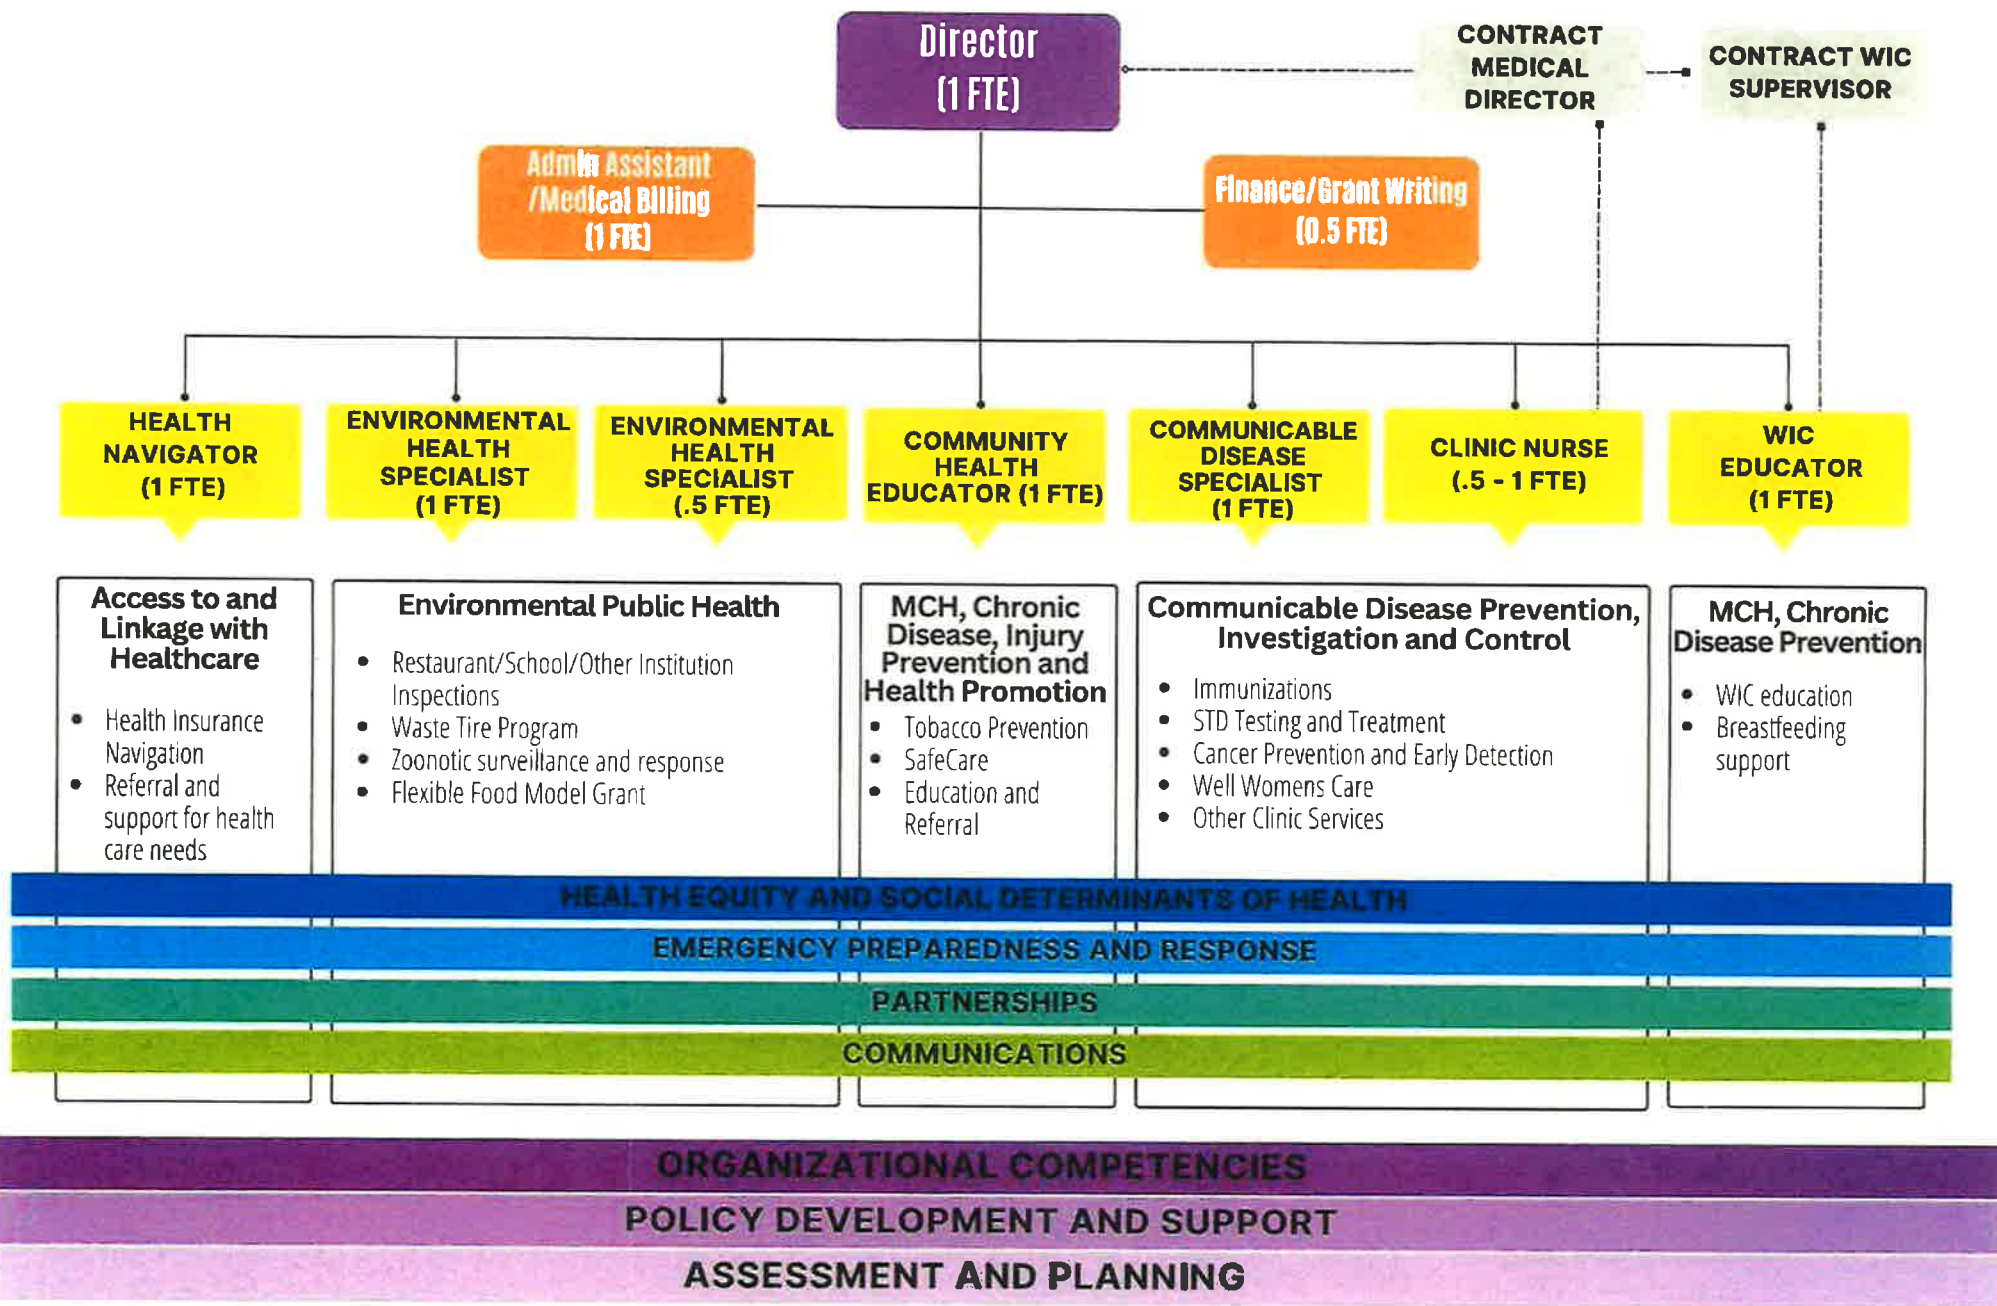 Director
(1 FTE)
CONTRACT
MEDICAL
DIRECTOR
CONTRACT WIC
SUPERVISOR
Admin Assistant
/Medical Billing
(1 FTE)
Finance/Grant Writing
(0.5 FTE)
HEALTH
NAVIGATOR
(1 FTE)
ENVIRONMENTAL
HEALTH
SPECIALIST
(1 FTE)
ENVIRONMENTAL
HEALTH
SPECIALIST
(.5 FTE)
COMMUNITY
HEALTH
EDUCATOR (1 FTE)
COMMUNICABLE
DISEASE
SPECIALIST
(1 FTE)
CLINIC NURSE
(.5 - 1 FTE)
WIC
EDUCATOR
(1 FTE)
Access to and
Linkage with
Healthcare
• Health Insurance
Navigation
• Referral and
support for health
care needs
Environmental Public Health
• Restaurant/School/Other Institution
Inspections
• Waste Tire Program
• Zoonotic surveillance and response
• Flexible Food Model Grant
MCH, Chronic
Disease, Injury
Prevention and
Health Promotion
• Tobacco Prevention
• SafeCare
• Education and
Referral
Communicable Disease Prevention,
Investigation and Control
• Immunizations
• STD Testing and Treatment
• Cancer Prevention and Early Detection
• Well Womens Care
• Other Clinic Services
MCH, Chronic
Disease Prevention
• WIC education
• Breastfeeding
support
HEALTH EQUITY AND SOCIAL DETERMINANTS OF HEALTH
EMERGENCY PREPAREDNESS AND RESPONSE
PARTNERSHIPS
COMMUNICATIONS
ORGANIZATIONAL COMPETENCIES
POLICY DEVELOPMENT AND SUPPORT
ASSESSMENT AND PLANNING